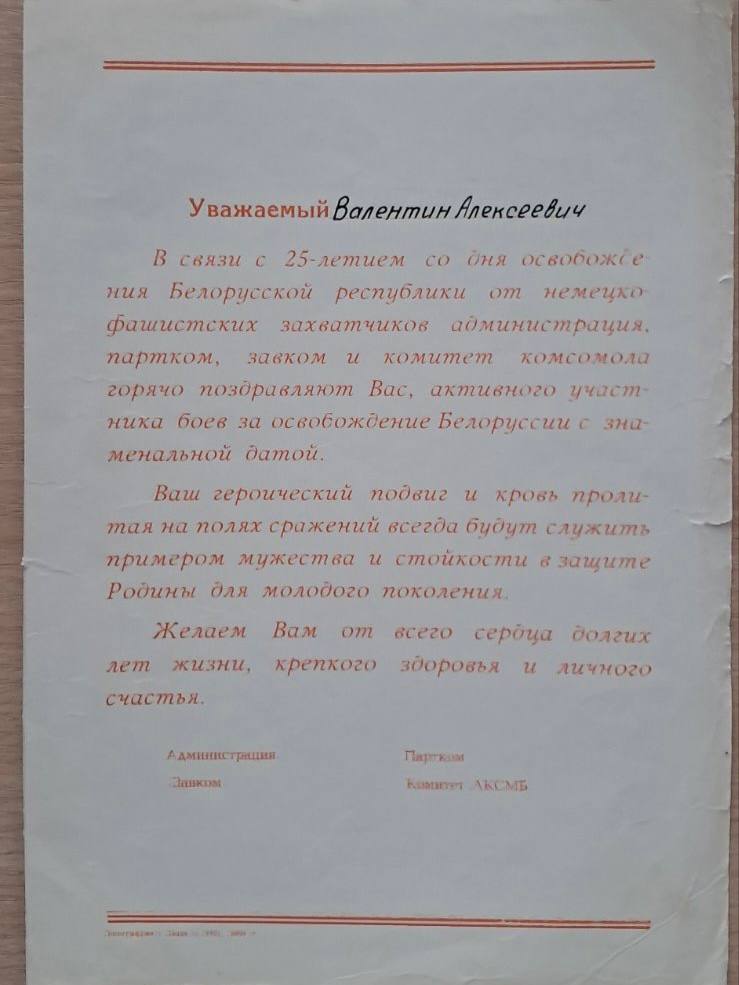 Уважаемый Валентин Алексеевич
В связи с 25-летием со дня освобожде-
ния Белорусской республики от немецко-
фашистских захватчиков администрация,
партком, завком и комитет комсомола
горячо поздравляют Вас, активного участ-
ника боев за освобождение Белоруссии с зна-
менальной датой.
Ваш героический подвиг и кровь проли-
тая на полях сражений всегда будут служить
примером мужества и стойкости в защите
Родины для молодого поколения.
Желаем Вам от всего сердца долгих
лет жизни, крепкого здоровья и личного
счастья.
Администрация Партком
Завком Комитет ЛКСМБ